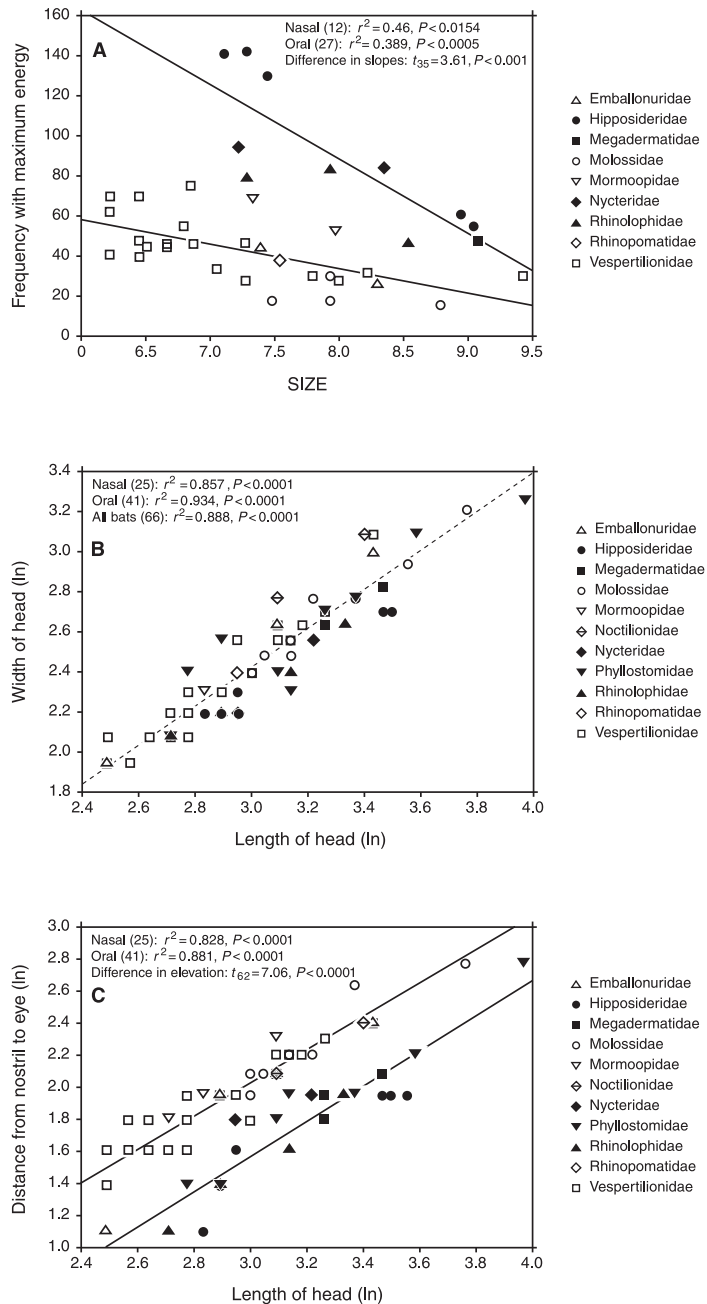 Nasal (12): r²=0.46, P<0.0154
Oral (27): r²=0.389, P<0.0005
Difference in slopes: t35=3.61, P<0.001
A
Frequency with maximum energy
160
140
120
100
80
60
40
20
0
6 6.5 7.0 7.5 8.0 8.5 9.0 9.5
SIZE
Emballonuridae
Hipposideridae
Megadermatidae
Molossidae
Mormoopidae
Nycteridae
Rhinolophidae
Rhinopomatidae
Vespertilionidae
Nasal (25): r²=0.857, P<0.0001
Oral (41): r²=0.934, P<0.0001
All bats (66): r²=0.888, P<0.0001
B
Width of head (ln)
3.4
3.2
3.0
2.8
2.6
2.4
2.2
2.0
1.8
2.4 2.6 2.8 3.0 3.2 3.4 3.6 3.8 4.0
Length of head (ln)
Emballonuridae
Hipposideridae
Megadermatidae
Molossidae
Mormoopidae
Noctilionidae
Nycteridae
Phyllostomidae
Rhinolophidae
Rhinopomatidae
Vespertilionidae
Nasal (25): r²=0.828, P<0.0001
Oral (41): r²=0.881, P<0.0001
Difference in elevation: t62=7.06, P<0.0001
C
Distance from nostril to eye (ln)
3.0
2.8
2.6
2.4
2.2
2.0
1.8
1.6
1.4
1.2
1.0
2.4 2.6 2.8 3.0 3.2 3.4 3.6 3.8 4.0
Length of head (ln)
Emballonuridae
Hipposideridae
Megadermatidae
Molossidae
Mormoopidae
Noctilionidae
Nycteridae
Phyllostomidae
Rhinolophidae
Rhinopomatidae
Vespertilionidae